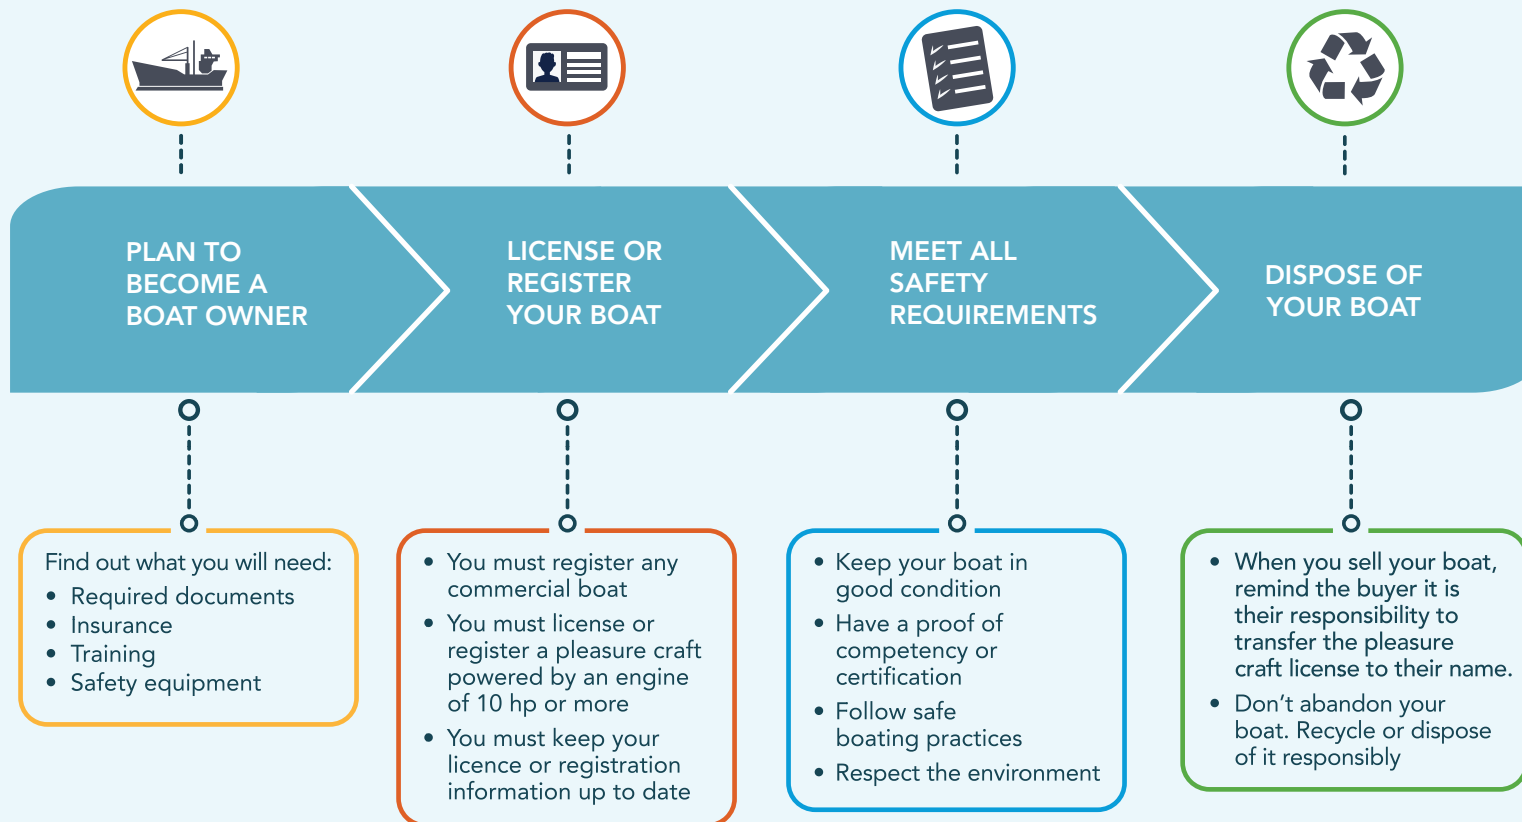 PLAN TO
BECOME A
BOAT OWNER
LICENSE OR
REGISTER
YOUR BOAT
MEET ALL
SAFETY
REQUIREMENTS
DISPOSE OF
YOUR BOAT
Find out what you will need:
• Required documents
• Insurance
• Training
• Safety equipment
• You must register any
commercial boat
• You must license or
register a pleasure craft
powered by an engine
of 10 hp or more
• You must keep your
licence or registration
information up to date
• Keep your boat in
good condition
• Have a proof of
competency or
certification
• Follow safe
boating practices
• Respect the environment
• When you sell your boat,
remind the buyer it is
their responsibility to
transfer the pleasure
craft license to their name.
• Don’t abandon your
boat. Recycle or dispose
of it responsibly